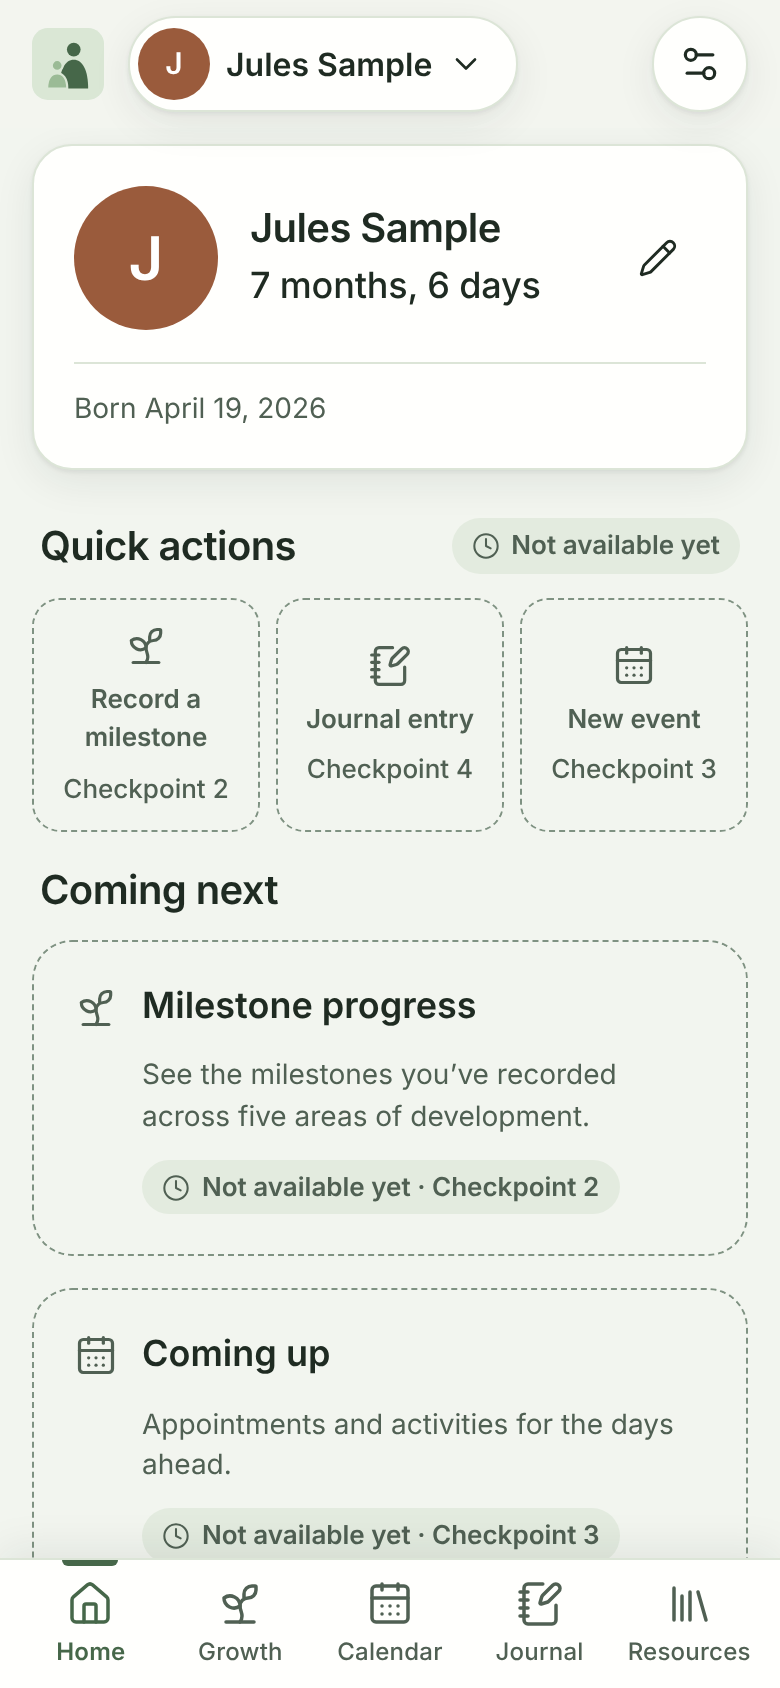 J
Jules Sample
J
Jules Sample
7 months, 6 days
Born April 19, 2026
Quick actions
Not available yet
Record a
milestone
Checkpoint 2
Journal entry
Checkpoint 4
New event
Checkpoint 3
Coming next
Milestone progress
See the milestones you’ve recorded
across five areas of development.
Not available yet · Checkpoint 2
Coming up
Appointments and activities for the days
ahead.
Not available yet · Checkpoint 3
Home
Growth
Calendar
Journal
Resources